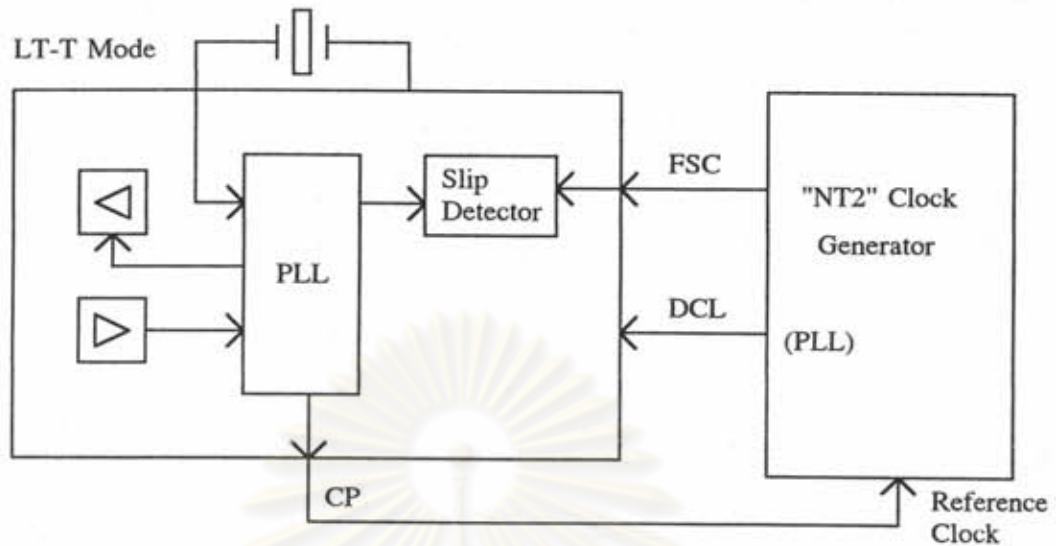 LT-T Mode
Slip
Detector
FSC
"NT2" Clock
Generator
PLL
DCL
(PLL)
CP
Reference
Clock